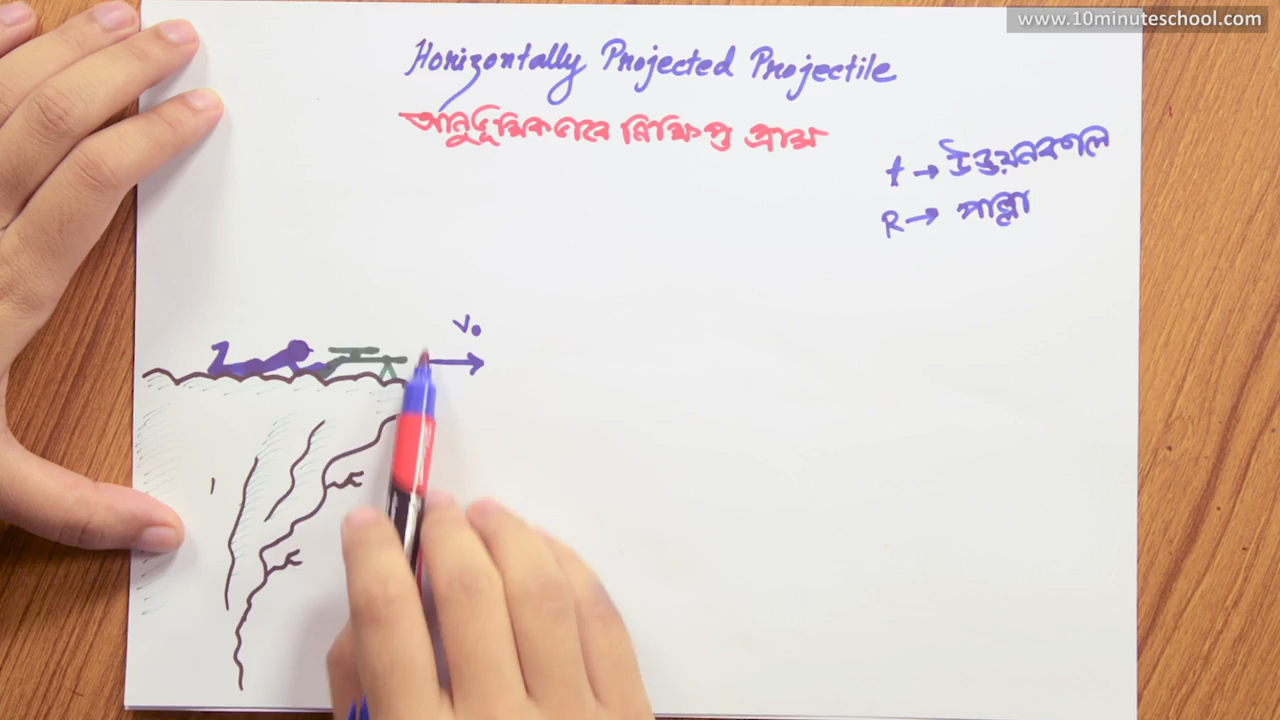 www.10minuteschool.com
Horizontally Projected Projectile
আনুভূমিকভাবে নিক্ষিপ্ত প্রাস
t → উড্ডয়নকাল
R → পাল্লা
v₀